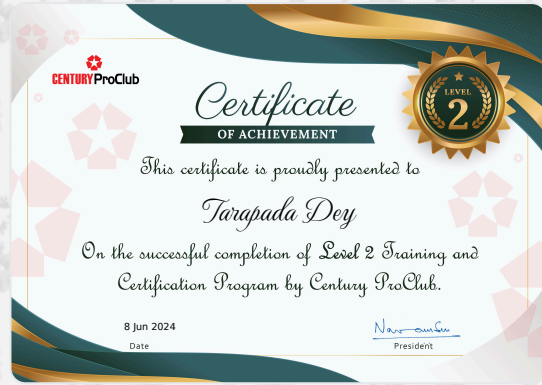 CENTURY ProClub
LEVEL
2
Certificate
OF ACHIEVEMENT
This certificate is proudly presented to
Tarapada Dey
On the successful completion of Level 2 Training and
Certification Program by Century ProClub.
8 Jun 2024
Date
President